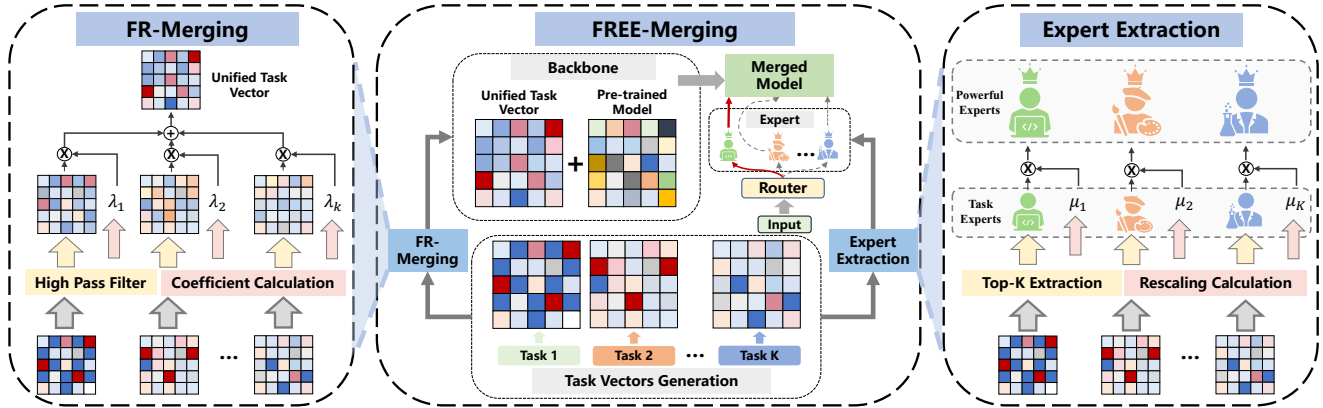 FR-Merging
Unified Task
Vector
X
+
X
X
λ₁
λ₂
λₖ
High Pass Filter
Coefficient Calculation
...
FREE-Merging
Backbone
Unified Task
Vector
Pre-trained
Model
+
Merged
Model
Expert
...
Router
Input
FR-
Merging
Expert
Extraction
Task 1
Task 2
...
Task K
Task Vectors Generation
Expert Extraction
Powerful
Experts
X
X
X
Task
Experts
</>
μ₁
μ₂
μ_K
Top-K Extraction
Rescaling Calculation
...